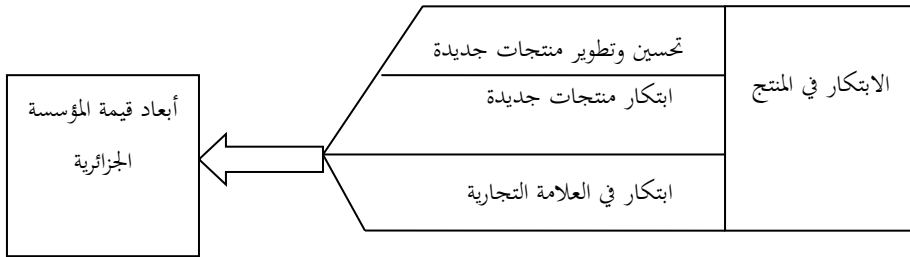 الابتكار في المنتج
تحسين وتطوير منتجات جديدة
ابتكار منتجات جديدة
ابتكار في العلامة التجارية
أبعاد قيمة المؤسسة
الجزائرية